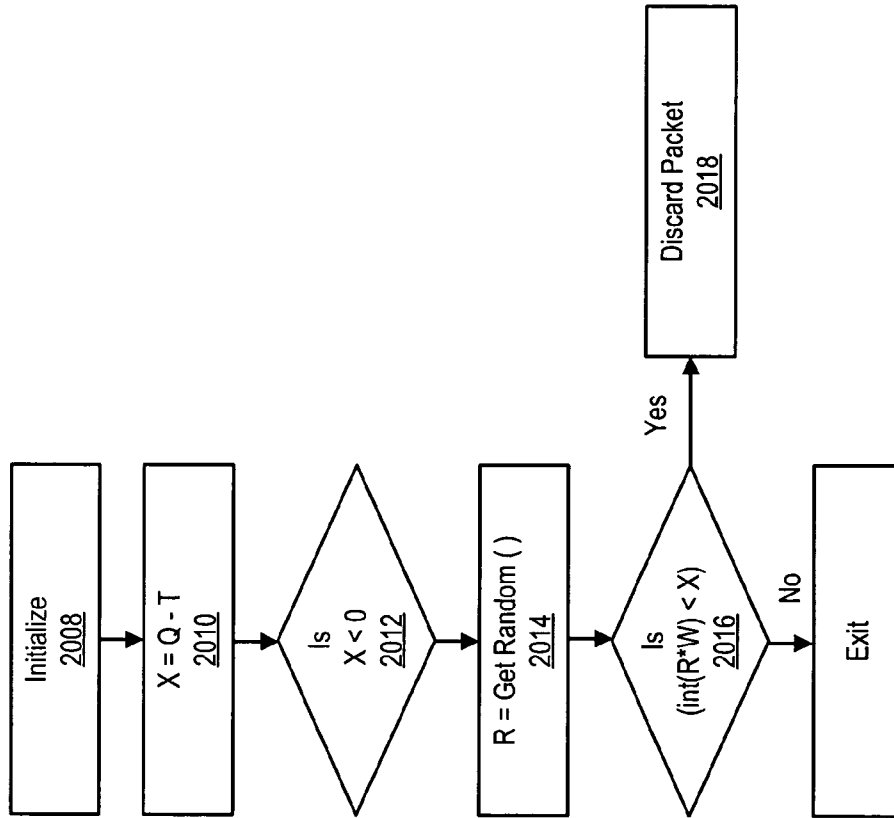 Initialize
2008
X = Q - T
2010
Is
X < 0
2012
R = Get Random ( )
2014
Is
(int(R*W) < X)
2016
Yes
Discard Packet
2018
No
Exit